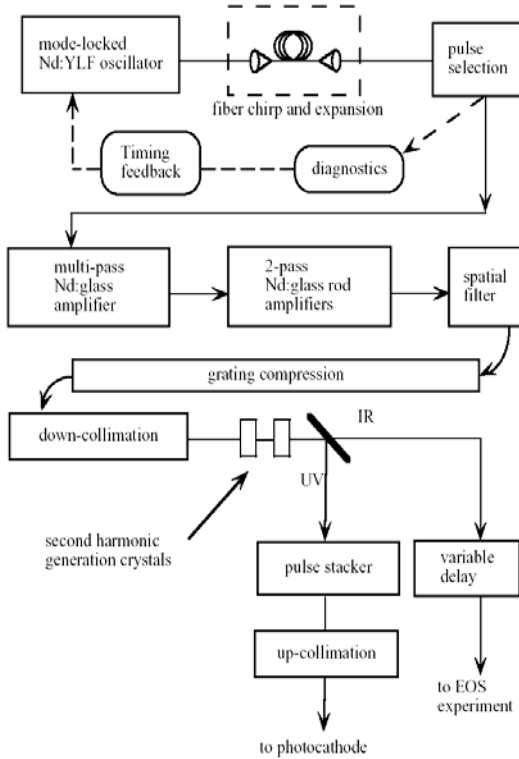 mode-locked
Nd:YLF oscillator
pulse
selection
fiber chirp and expansion
Timing
feedback
diagnostics
multi-pass
Nd:glass
amplifier
2-pass
Nd:glass rod
amplifiers
spatial
filter
grating compression
down-collimation
IR
UV
second harmonic
generation crystals
pulse stacker
variable
delay
up-collimation
to EOS
experiment
to photocathode